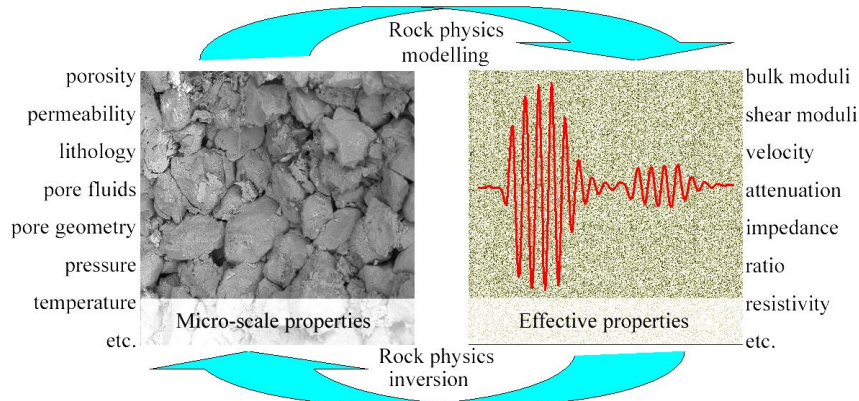 Rock physics
modelling
porosity
permeability
lithology
pore fluids
pore geometry
pressure
temperature
etc.
Micro-scale properties
Effective properties
bulk moduli
shear moduli
velocity
attenuation
impedance
ratio
resistivity
etc.
Rock physics
inversion